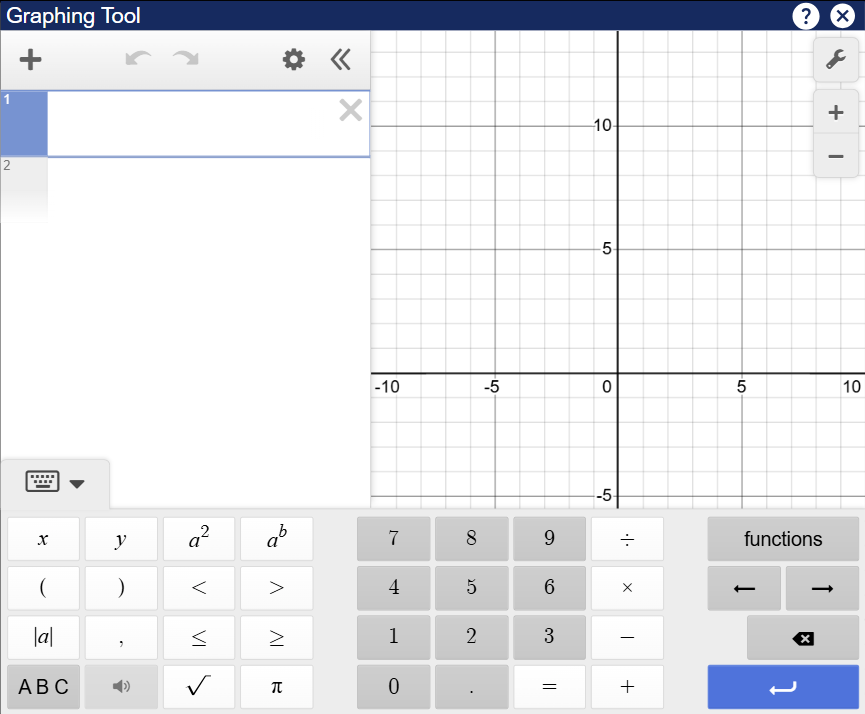 Graphing Tool ?
1
2
10
5
-10 -5 0 5 10
-5
x y a² aᵇ 7 8 9 ÷ functions
( ) < > 4 5 6 × ← →
|a| , ≤ ≥ 1 2 3 −
A B C √ π 0 . = +